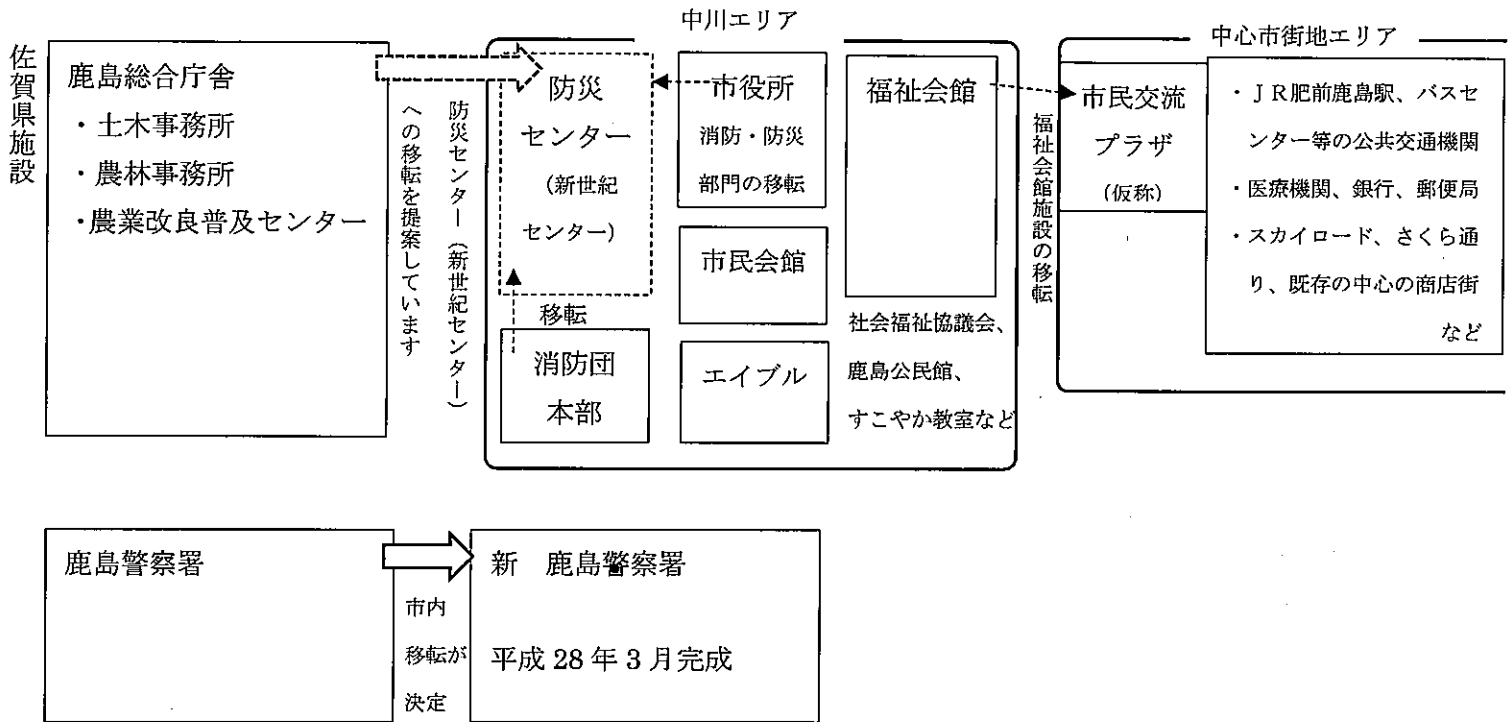 佐賀県施設
鹿島総合庁舎
・土木事務所
・農林事務所
・農業改良普及センター
防災センター（新世紀センター）
への移転を提案しています
中川エリア
防災
センター
（新世紀
センター）
移転
消防団
本部
市役所
消防・防災
部門の移転
市民会館
エイブル
福祉会館
社会福祉協議会、
鹿島公民館、
すこやか教室など
福祉会館施設の移転
中心市街地エリア
市民交流
プラザ
（仮称）
・ＪＲ肥前鹿島駅、バスセ
ンター等の公共交通機関
・医療機関、銀行、郵便局
・スカイロード、さくら通
り、既存の中心の商店街
など
鹿島警察署
市内
移転が
決定
新　鹿島警察署
平成 28 年 3 月完成